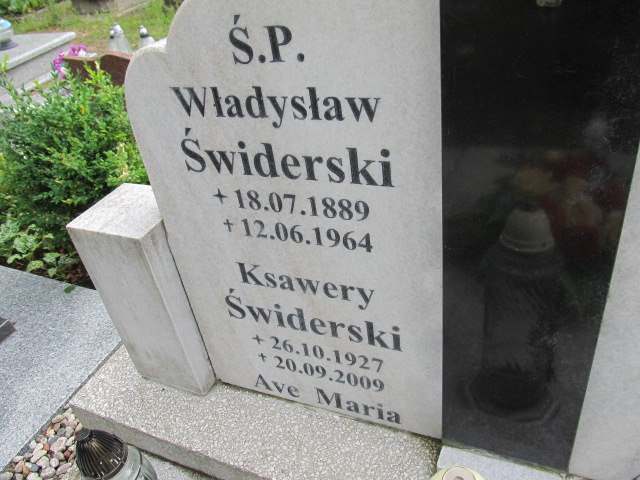 Ś.P.
Władysław
Świderski
+ 18.07.1889
+ 12.06.1964
Ksawery
Świderski
+ 26.10.1927
+ 20.09.2009
Ave Maria